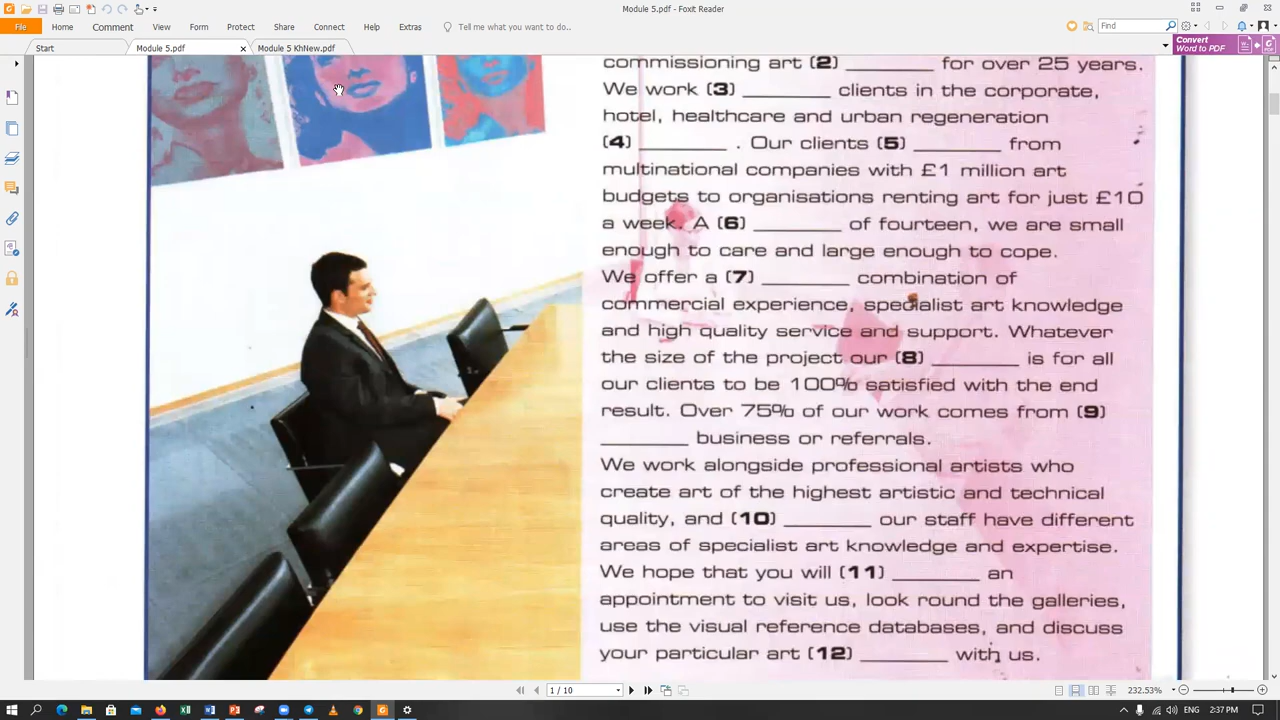 Module 5.pdf - Foxit Reader
File Home Comment View Form Protect Share Connect Help Extras Tell me what you want to do... Find
Start Module 5.pdf Module 5 KhNew.pdf Convert
Word to PDF
commissioning art (2) ________ for over 25 years.
We work (3) ________ clients in the corporate,
hotel, healthcare and urban regeneration
(4) ________ . Our clients (5) ________ from
multinational companies with £1 million art
budgets to organisations renting art for just £10
a week. A (6) ________ of fourteen, we are small
enough to care and large enough to cope.
We offer a (7) ________ combination of
commercial experience, specialist art knowledge
and high quality service and support. Whatever
the size of the project our (8) ________ is for all
our clients to be 100% satisfied with the end
result. Over 75% of our work comes from (9)
________ business or referrals.
We work alongside professional artists who
create art of the highest artistic and technical
quality, and (10) ________ our staff have different
areas of specialist art knowledge and expertise.
We hope that you will (11) ________ an
appointment to visit us, look round the galleries,
use the visual reference databases, and discuss
your particular art (12) ________ with us.
1 / 10 232.53%
2:37 PM